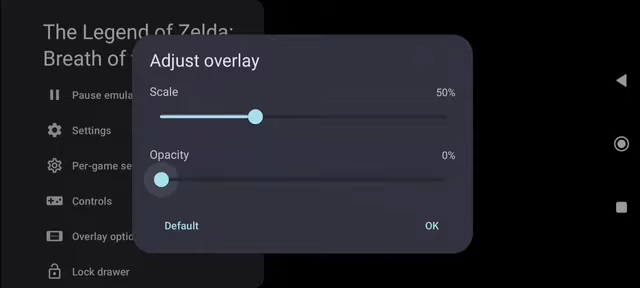 The Legend of Zelda:
Breath of
Pause emula
Settings
Per-game se
Controls
Overlay optio
Lock drawer
Adjust overlay
Scale
50%
Opacity
0%
Default
OK